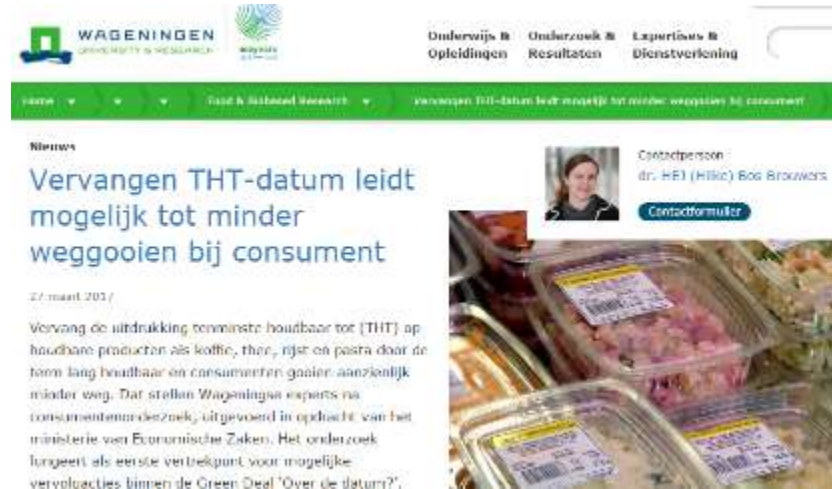 WAGENINGEN
UNIVERSITY & RESEARCH
Onderwijs & Opleidingen
Onderzoek & Resultaten
Expertises & Dienstverlening
Home
Food & Biobased Research
Vervangen THT-datum leidt mogelijk tot minder weggooien bij consument
Nieuws
Vervangen THT-datum leidt
mogelijk tot minder
weggooien bij consument
27 maart 2017
Vervang de uitdrukking tenminste houdbaar tot (THT) op
houdbare producten als koffie, thee, rijst en pasta door de
term lang houdbaar en consumenten gooien aanzienlijk
minder weg. Dat stellen Wageningse experts na
consumentenonderzoek, uitgevoerd in opdracht van het
ministerie van Economische Zaken. Het onderzoek
fungeert als eerste vertrekpunt voor mogelijke
vervolgacties binnen de Green Deal 'Over de datum?'.
Contactpersoon
dr. HEJ (Hilke) Bos-Brouwers
Contactformulier